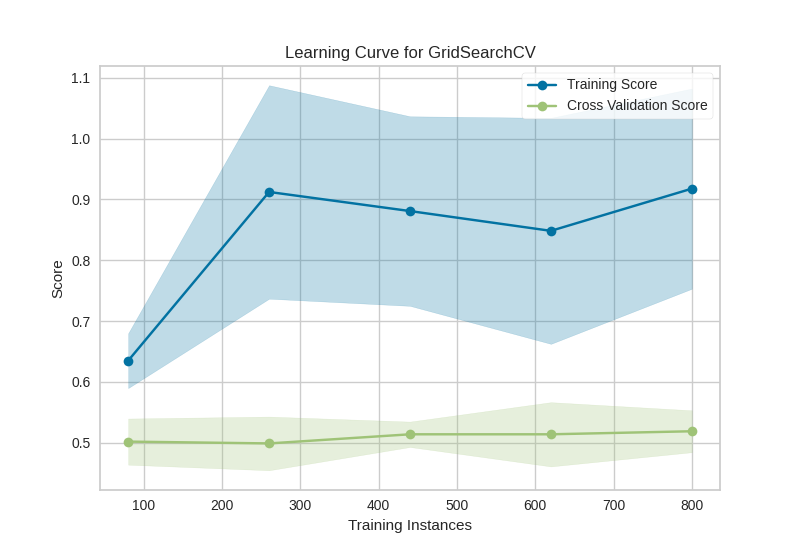 Learning Curve for GridSearchCV
Training Score
Cross Validation Score
1.1
1.0
0.9
0.8
0.7
0.6
0.5
Score
100 200 300 400 500 600 700 800
Training Instances